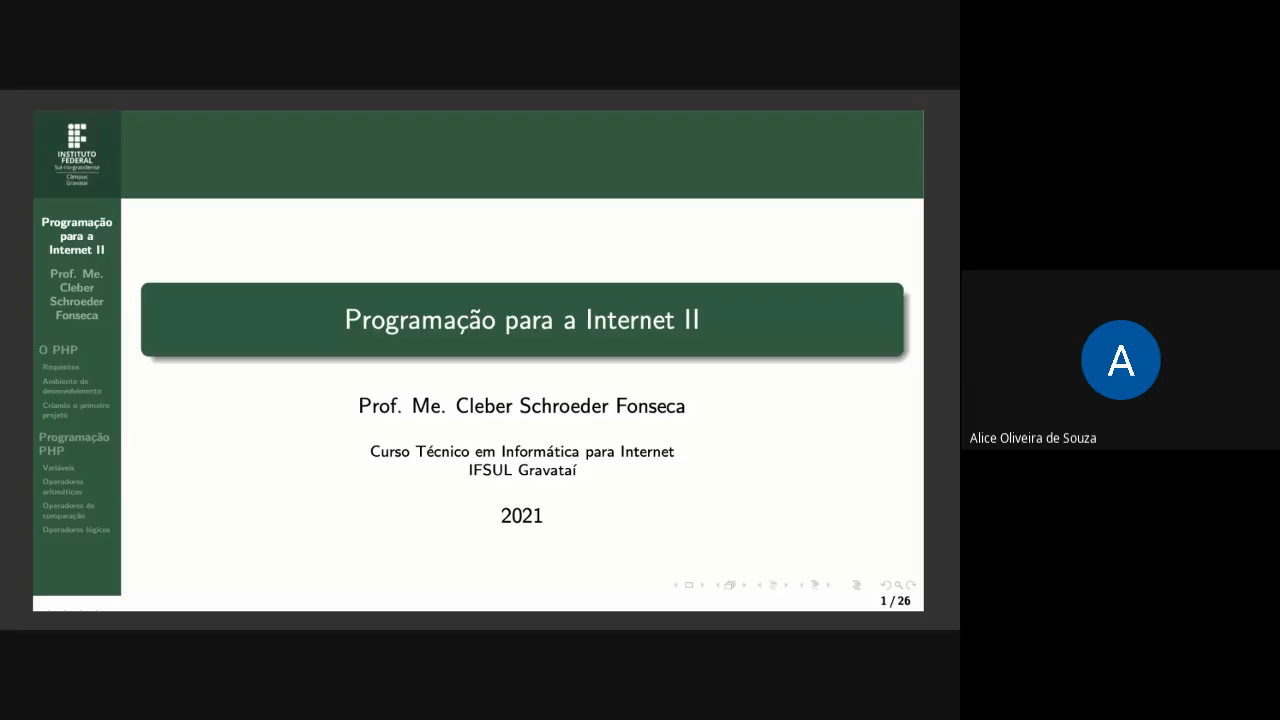 INSTITUTO
FEDERAL
Sul-rio-grandense
Câmpus
Gravataí
Programação
para a
Internet II
Prof. Me.
Cleber
Schroeder
Fonseca
O PHP
Requisitos
Ambiente de
desenvolvimento
Criando o primeiro
projeto
Programação
PHP
Variáveis
Operadores
aritméticos
Operadores de
comparação
Operadores lógicos
Programação para a Internet II
Prof. Me. Cleber Schroeder Fonseca
Curso Técnico em Informática para Internet
IFSUL Gravataí
2021
1 / 26
A
Alice Oliveira de Souza